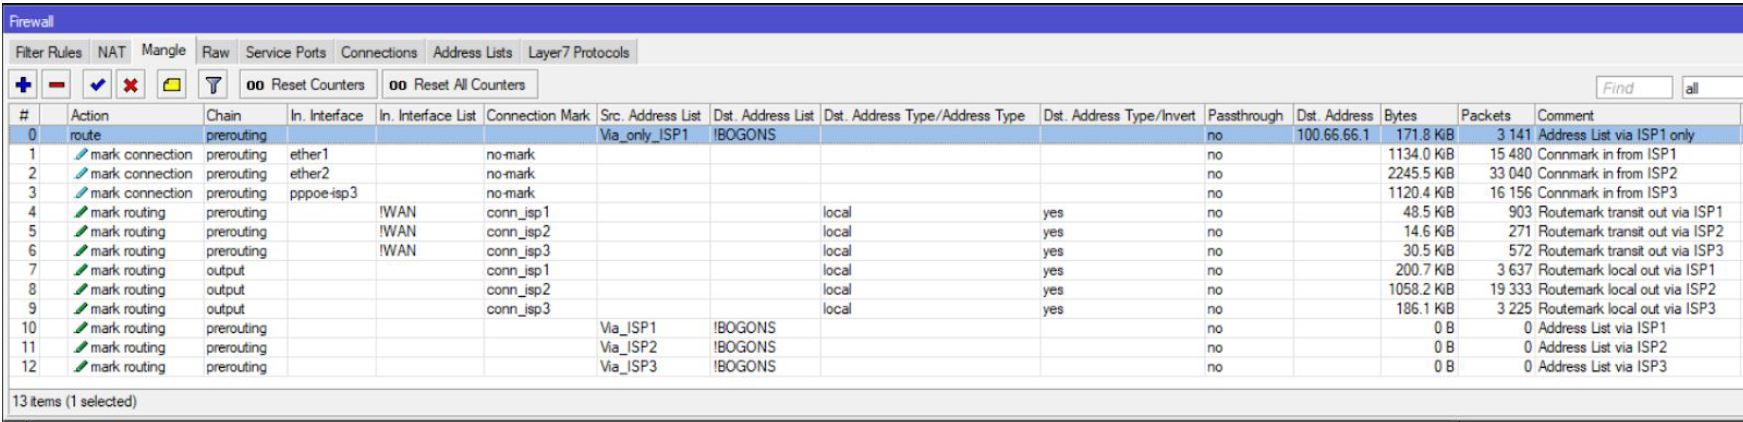 Firewall
Filter Rules NAT Mangle Raw Service Ports Connections Address Lists Layer7 Protocols
00 Reset Counters 00 Reset All Counters Find all
# Action Chain In. Interface In. Interface List Connection Mark Src. Address List Dst. Address List Dst. Address Type/Address Type Dst. Address Type/Invert Passthrough Dst. Address Bytes Packets Comment
0 route prerouting Via_only_ISP1 !BOGONS no 100.66.66.1 171.8 KiB 3 141 Address List via ISP1 only
1 mark connection prerouting ether1 no-mark no 1134.0 KiB 15 480 Connmark in from ISP1
2 mark connection prerouting ether2 no-mark no 2245.5 KiB 33 040 Connmark in from ISP2
3 mark connection prerouting pppoe-isp3 no-mark no 1120.4 KiB 16 156 Connmark in from ISP3
4 mark routing prerouting !WAN conn_isp1 local yes no 48.5 KiB 903 Routemark transit out via ISP1
5 mark routing prerouting !WAN conn_isp2 local yes no 14.6 KiB 271 Routemark transit out via ISP2
6 mark routing prerouting !WAN conn_isp3 local yes no 30.5 KiB 572 Routemark transit out via ISP3
7 mark routing output conn_isp1 local yes no 200.7 KiB 3 637 Routemark local out via ISP1
8 mark routing output conn_isp2 local yes no 1058.2 KiB 19 333 Routemark local out via ISP2
9 mark routing output conn_isp3 local yes no 186.1 KiB 3 225 Routemark local out via ISP3
10 mark routing prerouting Via_ISP1 !BOGONS no 0 B 0 Address List via ISP1
11 mark routing prerouting Via_ISP2 !BOGONS no 0 B 0 Address List via ISP2
12 mark routing prerouting Via_ISP3 !BOGONS no 0 B 0 Address List via ISP3
13 items (1 selected)